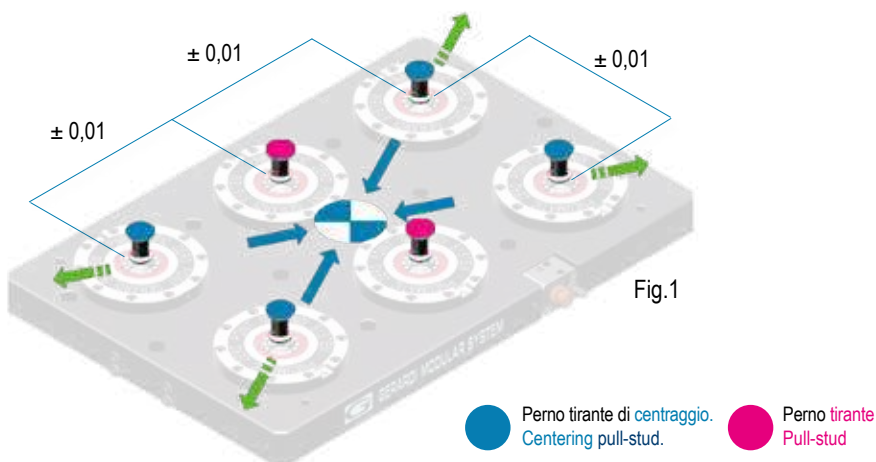 ± 0,01
± 0,01
± 0,01
Fig.1
GERARDI MODULAR SYSTEM
Perno tirante di centraggio.
Centering pull-stud.
Perno tirante
Pull-stud